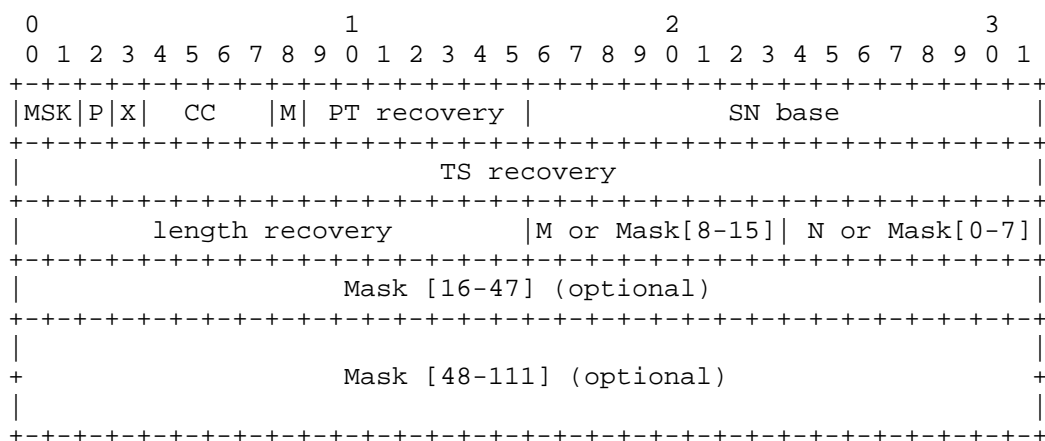 0                   1                   2                   3
 0 1 2 3 4 5 6 7 8 9 0 1 2 3 4 5 6 7 8 9 0 1 2 3 4 5 6 7 8 9 0 1
+-+-+-+-+-+-+-+-+-+-+-+-+-+-+-+-+-+-+-+-+-+-+-+-+-+-+-+-+-+-+-+-+
|MSK|P|X|  CC   |M| PT recovery |            SN base            |
+-+-+-+-+-+-+-+-+-+-+-+-+-+-+-+-+-+-+-+-+-+-+-+-+-+-+-+-+-+-+-+-+
|                          TS recovery                          |
+-+-+-+-+-+-+-+-+-+-+-+-+-+-+-+-+-+-+-+-+-+-+-+-+-+-+-+-+-+-+-+-+
|        length recovery        |M or Mask[8-15]| N or Mask[0-7]|
+-+-+-+-+-+-+-+-+-+-+-+-+-+-+-+-+-+-+-+-+-+-+-+-+-+-+-+-+-+-+-+-+
|                    Mask [16-47] (optional)                    |
+-+-+-+-+-+-+-+-+-+-+-+-+-+-+-+-+-+-+-+-+-+-+-+-+-+-+-+-+-+-+-+-+
|                                                               |
+                    Mask [48-111] (optional)                   +
|                                                               |
+-+-+-+-+-+-+-+-+-+-+-+-+-+-+-+-+-+-+-+-+-+-+-+-+-+-+-+-+-+-+-+-+